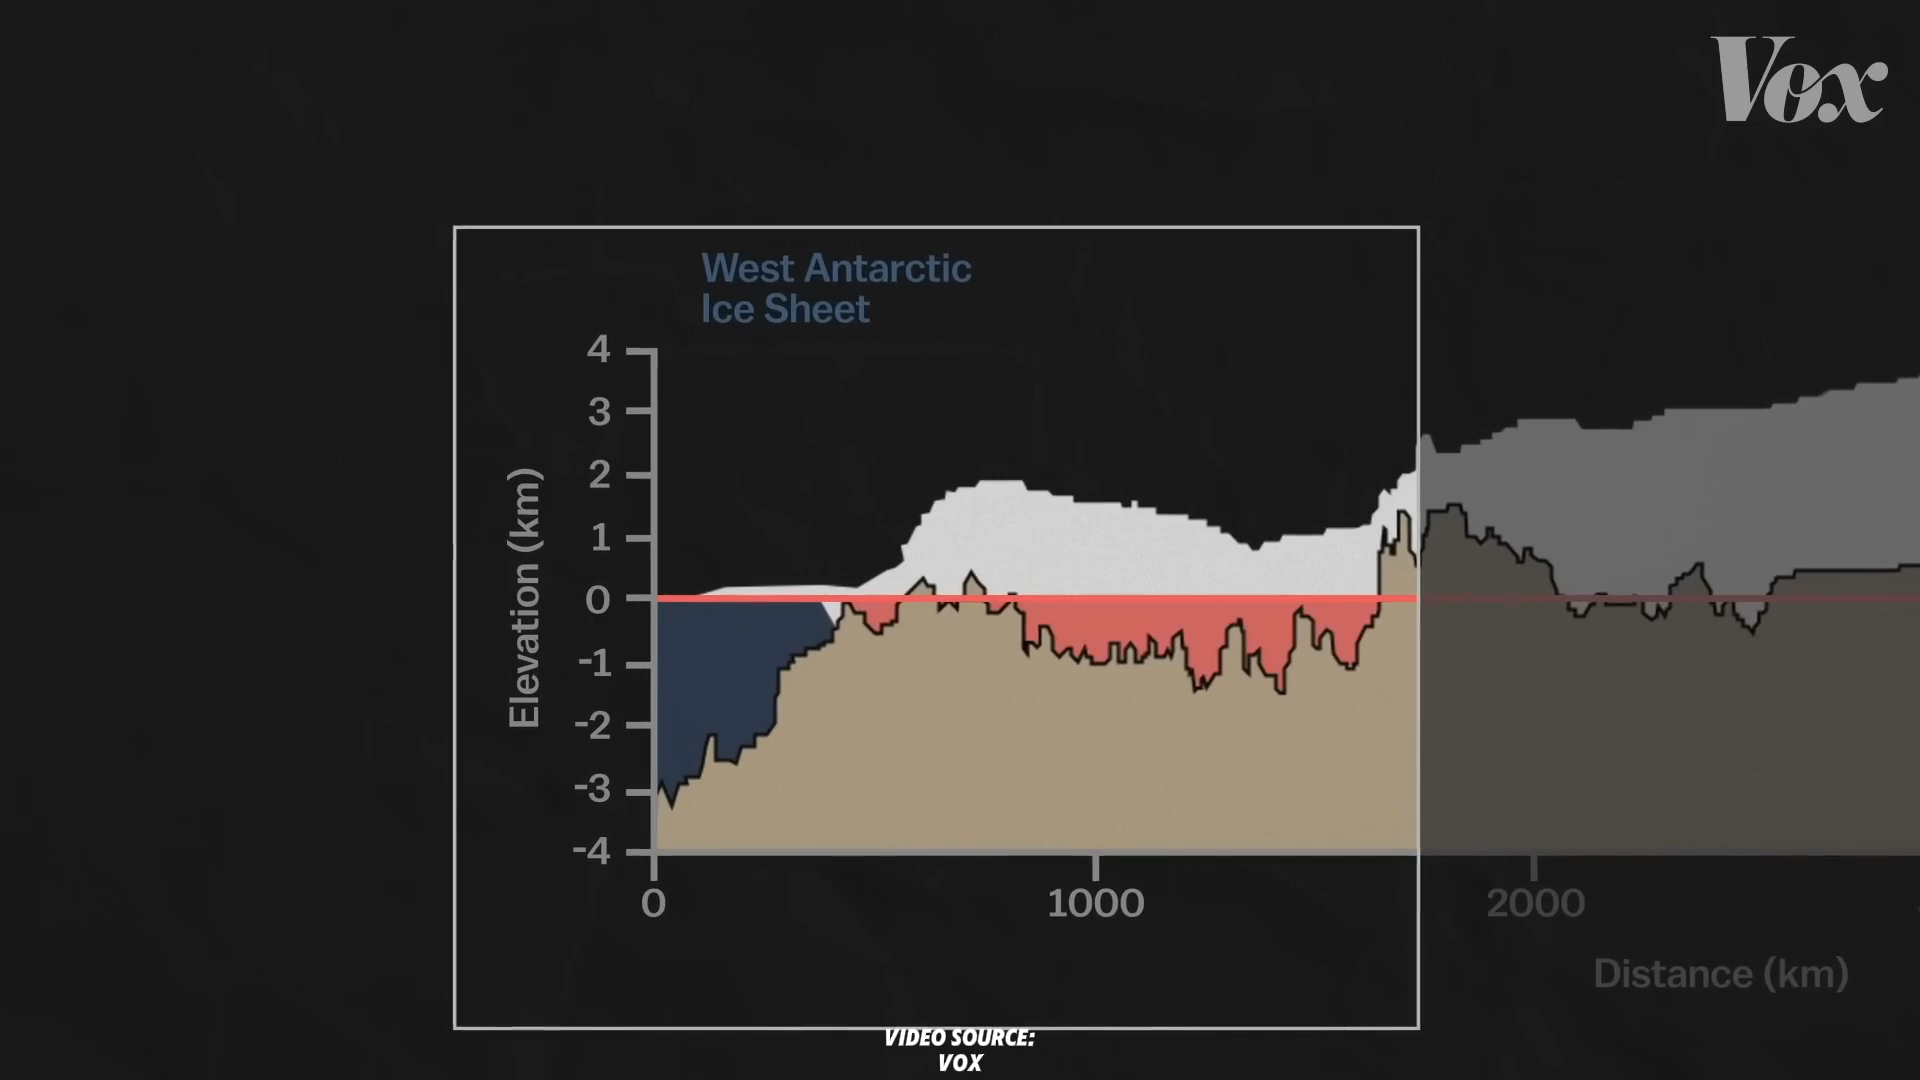 Vox
West Antarctic
Ice Sheet
4
3
2
1
0
-1
-2
-3
-4
Elevation (km)
0
1000
2000
Distance (km)
VIDEO SOURCE:
VOX